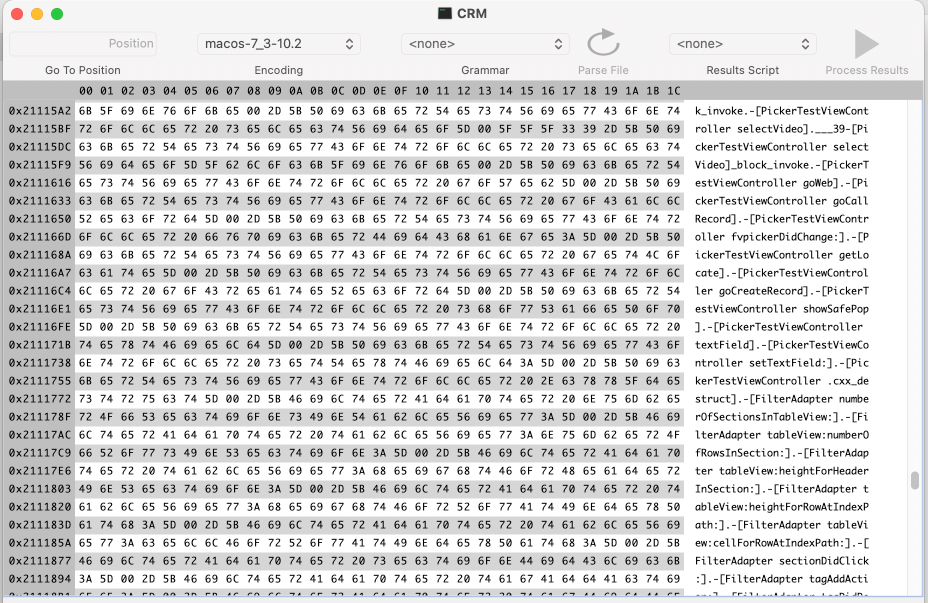 CRM
Position
macos-7_3-10.2
<none>
<none>
Go To Position
Encoding
Grammar
Parse File
Results Script
Process Results
00 01 02 03 04 05 06 07 08 09 0A 0B 0C 0D 0E 0F 10 11 12 13 14 15 16 17 18 19 1A 1B 1C
0x21115A2 6B 5F 69 6E 76 6F 6B 65 00 2D 5B 50 69 63 6B 65 72 54 65 73 74 56 69 65 77 43 6F 6E 74 k_invoke.-[PickerTestViewCont
0x21115BF 72 6F 6C 6C 65 72 20 73 65 6C 65 63 74 56 69 64 65 6F 5D 00 5F 5F 5F 33 39 2D 5B 50 69 roller selectVideo].___39-[Pi
0x21115DC 63 6B 65 72 54 65 73 74 56 69 65 77 43 6F 6E 74 72 6F 6C 6C 65 72 20 73 65 6C 65 63 74 ckerTestViewController select
0x21115F9 56 69 64 65 6F 5D 5F 62 6C 6F 63 6B 5F 69 6E 76 6F 6B 65 00 2D 5B 50 69 63 6B 65 72 54 Video]_block_invoke.-[PickerT
0x2111616 65 73 74 56 69 65 77 43 6F 6E 74 72 6F 6C 6C 65 72 20 67 6F 57 65 62 5D 00 2D 5B 50 69 estViewController goWeb].-[Pi
0x2111633 63 6B 65 72 54 65 73 74 56 69 65 77 43 6F 6E 74 72 6F 6C 6C 65 72 20 67 6F 43 61 6C 6C ckerTestViewController goCall
0x2111650 52 65 63 6F 72 64 5D 00 2D 5B 50 69 63 6B 65 72 54 65 73 74 56 69 65 77 43 6F 6E 74 72 Record].-[PickerTestViewContr
0x211166D 6F 6C 6C 65 72 20 66 76 70 69 63 6B 65 72 44 69 64 43 68 61 6E 67 65 3A 5D 00 2D 5B 50 oller fvpickerDidChange:].-[P
0x211168A 69 63 6B 65 72 54 65 73 74 56 69 65 77 43 6F 6E 74 72 6F 6C 6C 65 72 20 67 65 74 4C 6F ickerTestViewController getLo
0x21116A7 63 61 74 65 5D 00 2D 5B 50 69 63 6B 65 72 54 65 73 74 56 69 65 77 43 6F 6E 74 72 6F 6C cate].-[PickerTestViewControl
0x21116C4 6C 65 72 20 67 6F 43 72 65 61 74 65 52 65 63 6F 72 64 5D 00 2D 5B 50 69 63 6B 65 72 54 ler goCreateRecord].-[PickerT
0x21116E1 65 73 74 56 69 65 77 43 6F 6E 74 72 6F 6C 6C 65 72 20 73 68 6F 77 53 61 66 65 50 6F 70 estViewController showSafePop
0x21116FE 5D 00 2D 5B 50 69 63 6B 65 72 54 65 73 74 56 69 65 77 43 6F 6E 74 72 6F 6C 6C 65 72 20 ].-[PickerTestViewController
0x211171B 74 65 78 74 46 69 65 6C 64 5D 00 2D 5B 50 69 63 6B 65 72 54 65 73 74 56 69 65 77 43 6F textField].-[PickerTestViewCo
0x2111738 6E 74 72 6F 6C 6C 65 72 20 73 65 74 54 65 78 74 46 69 65 6C 64 3A 5D 00 2D 5B 50 69 63 ntroller setTextField:].-[Pic
0x2111755 6B 65 72 54 65 73 74 56 69 65 77 43 6F 6E 74 72 6F 6C 6C 65 72 20 2E 63 78 78 5F 64 65 kerTestViewController .cxx_de
0x2111772 73 74 72 75 63 74 5D 00 2D 5B 46 69 6C 74 65 72 41 64 61 70 74 65 72 20 6E 75 6D 62 65 struct].-[FilterAdapter numbe
0x211178F 72 4F 66 53 65 63 74 69 6F 6E 73 49 6E 54 61 62 6C 65 56 69 65 77 3A 5D 00 2D 5B 46 69 rOfSectionsInTableView:].-[Fi
0x21117AC 6C 74 65 72 41 64 61 70 74 65 72 20 74 61 62 6C 65 56 69 65 77 3A 6E 75 6D 62 65 72 4F lterAdapter tableView:numberO
0x21117C9 66 52 6F 77 73 49 6E 53 65 63 74 69 6F 6E 3A 5D 00 2D 5B 46 69 6C 74 65 72 41 64 61 70 fRowsInSection:].-[FilterAdap
0x21117E6 74 65 72 20 74 61 62 6C 65 56 69 65 77 3A 68 65 69 67 68 74 46 6F 72 48 65 61 64 65 72 ter tableView:heightForHeader
0x2111803 49 6E 53 65 63 74 69 6F 6E 3A 5D 00 2D 5B 46 69 6C 74 65 72 41 64 61 70 74 65 72 20 74 InSection:].-[FilterAdapter t
0x2111820 61 62 6C 65 56 69 65 77 3A 68 65 69 67 68 74 46 6F 72 52 6F 77 41 74 49 6E 64 65 78 50 ableView:heightForRowAtIndexP
0x211183D 61 74 68 3A 5D 00 2D 5B 46 69 6C 74 65 72 41 64 61 70 74 65 72 20 74 61 62 6C 65 56 69 ath:].-[FilterAdapter tableVi
0x211185A 65 77 3A 63 65 6C 6C 46 6F 72 52 6F 77 41 74 49 6E 64 65 78 50 61 74 68 3A 5D 00 2D 5B ew:cellForRowAtIndexPath:].-[
0x2111877 46 69 6C 74 65 72 41 64 61 70 74 65 72 20 73 65 63 74 69 6F 6E 44 69 64 43 6C 69 63 6B FilterAdapter sectionDidClick
0x2111894 3A 5D 00 2D 5B 46 69 6C 74 65 72 41 64 61 70 74 65 72 20 74 61 67 41 64 64 41 63 74 69 :].-[FilterAdapter tagAddActi